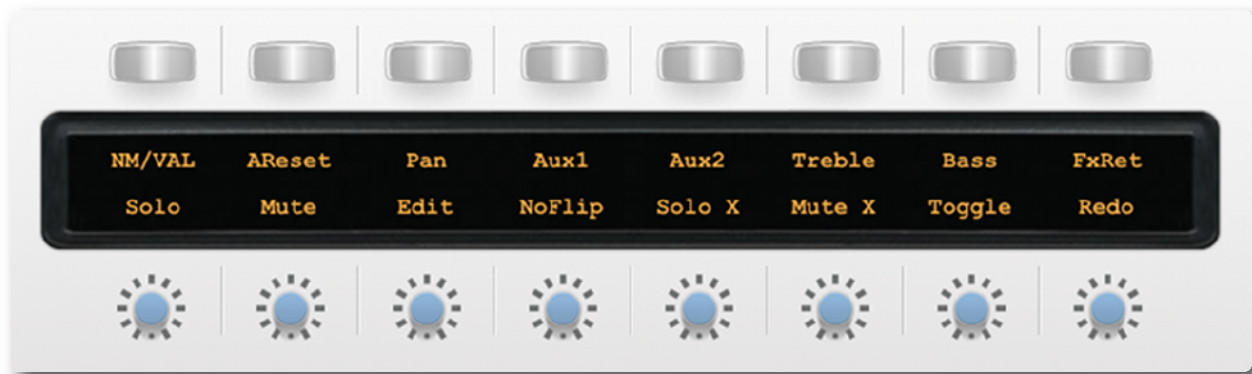 NM/VAL AReset Pan Aux1 Aux2 Treble Bass FxRet
Solo Mute Edit NoFlip Solo X Mute X Toggle Redo